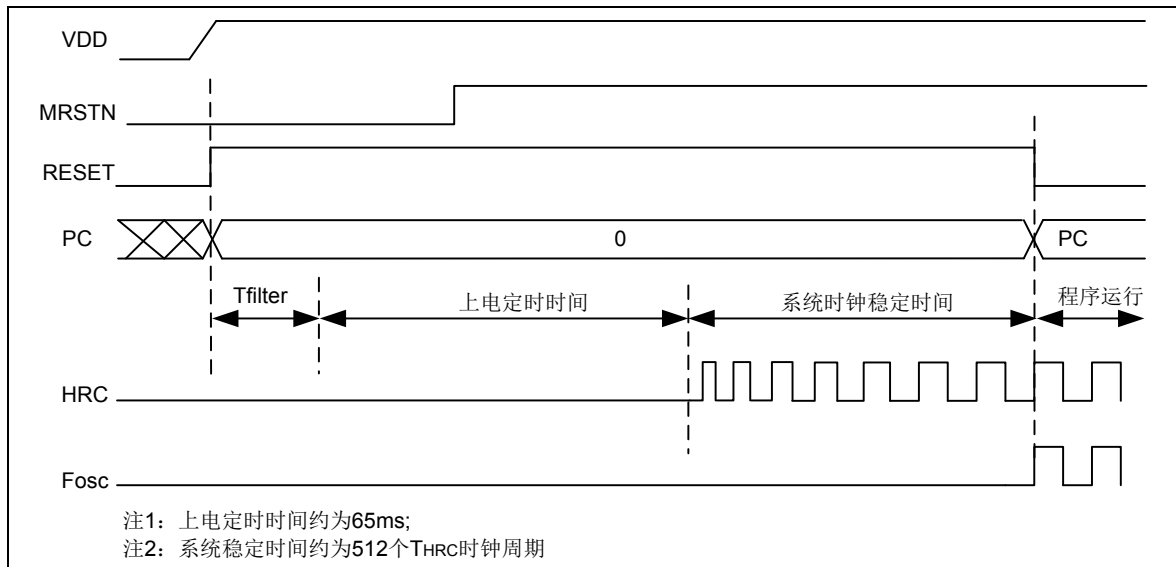 VDD
MRSTN
RESET
PC 0 PC
Tfilter 上电定时时间 系统时钟稳定时间 程序运行
HRC
Fosc
注1：上电定时时间约为65ms;
注2：系统稳定时间约为512个THRC时钟周期